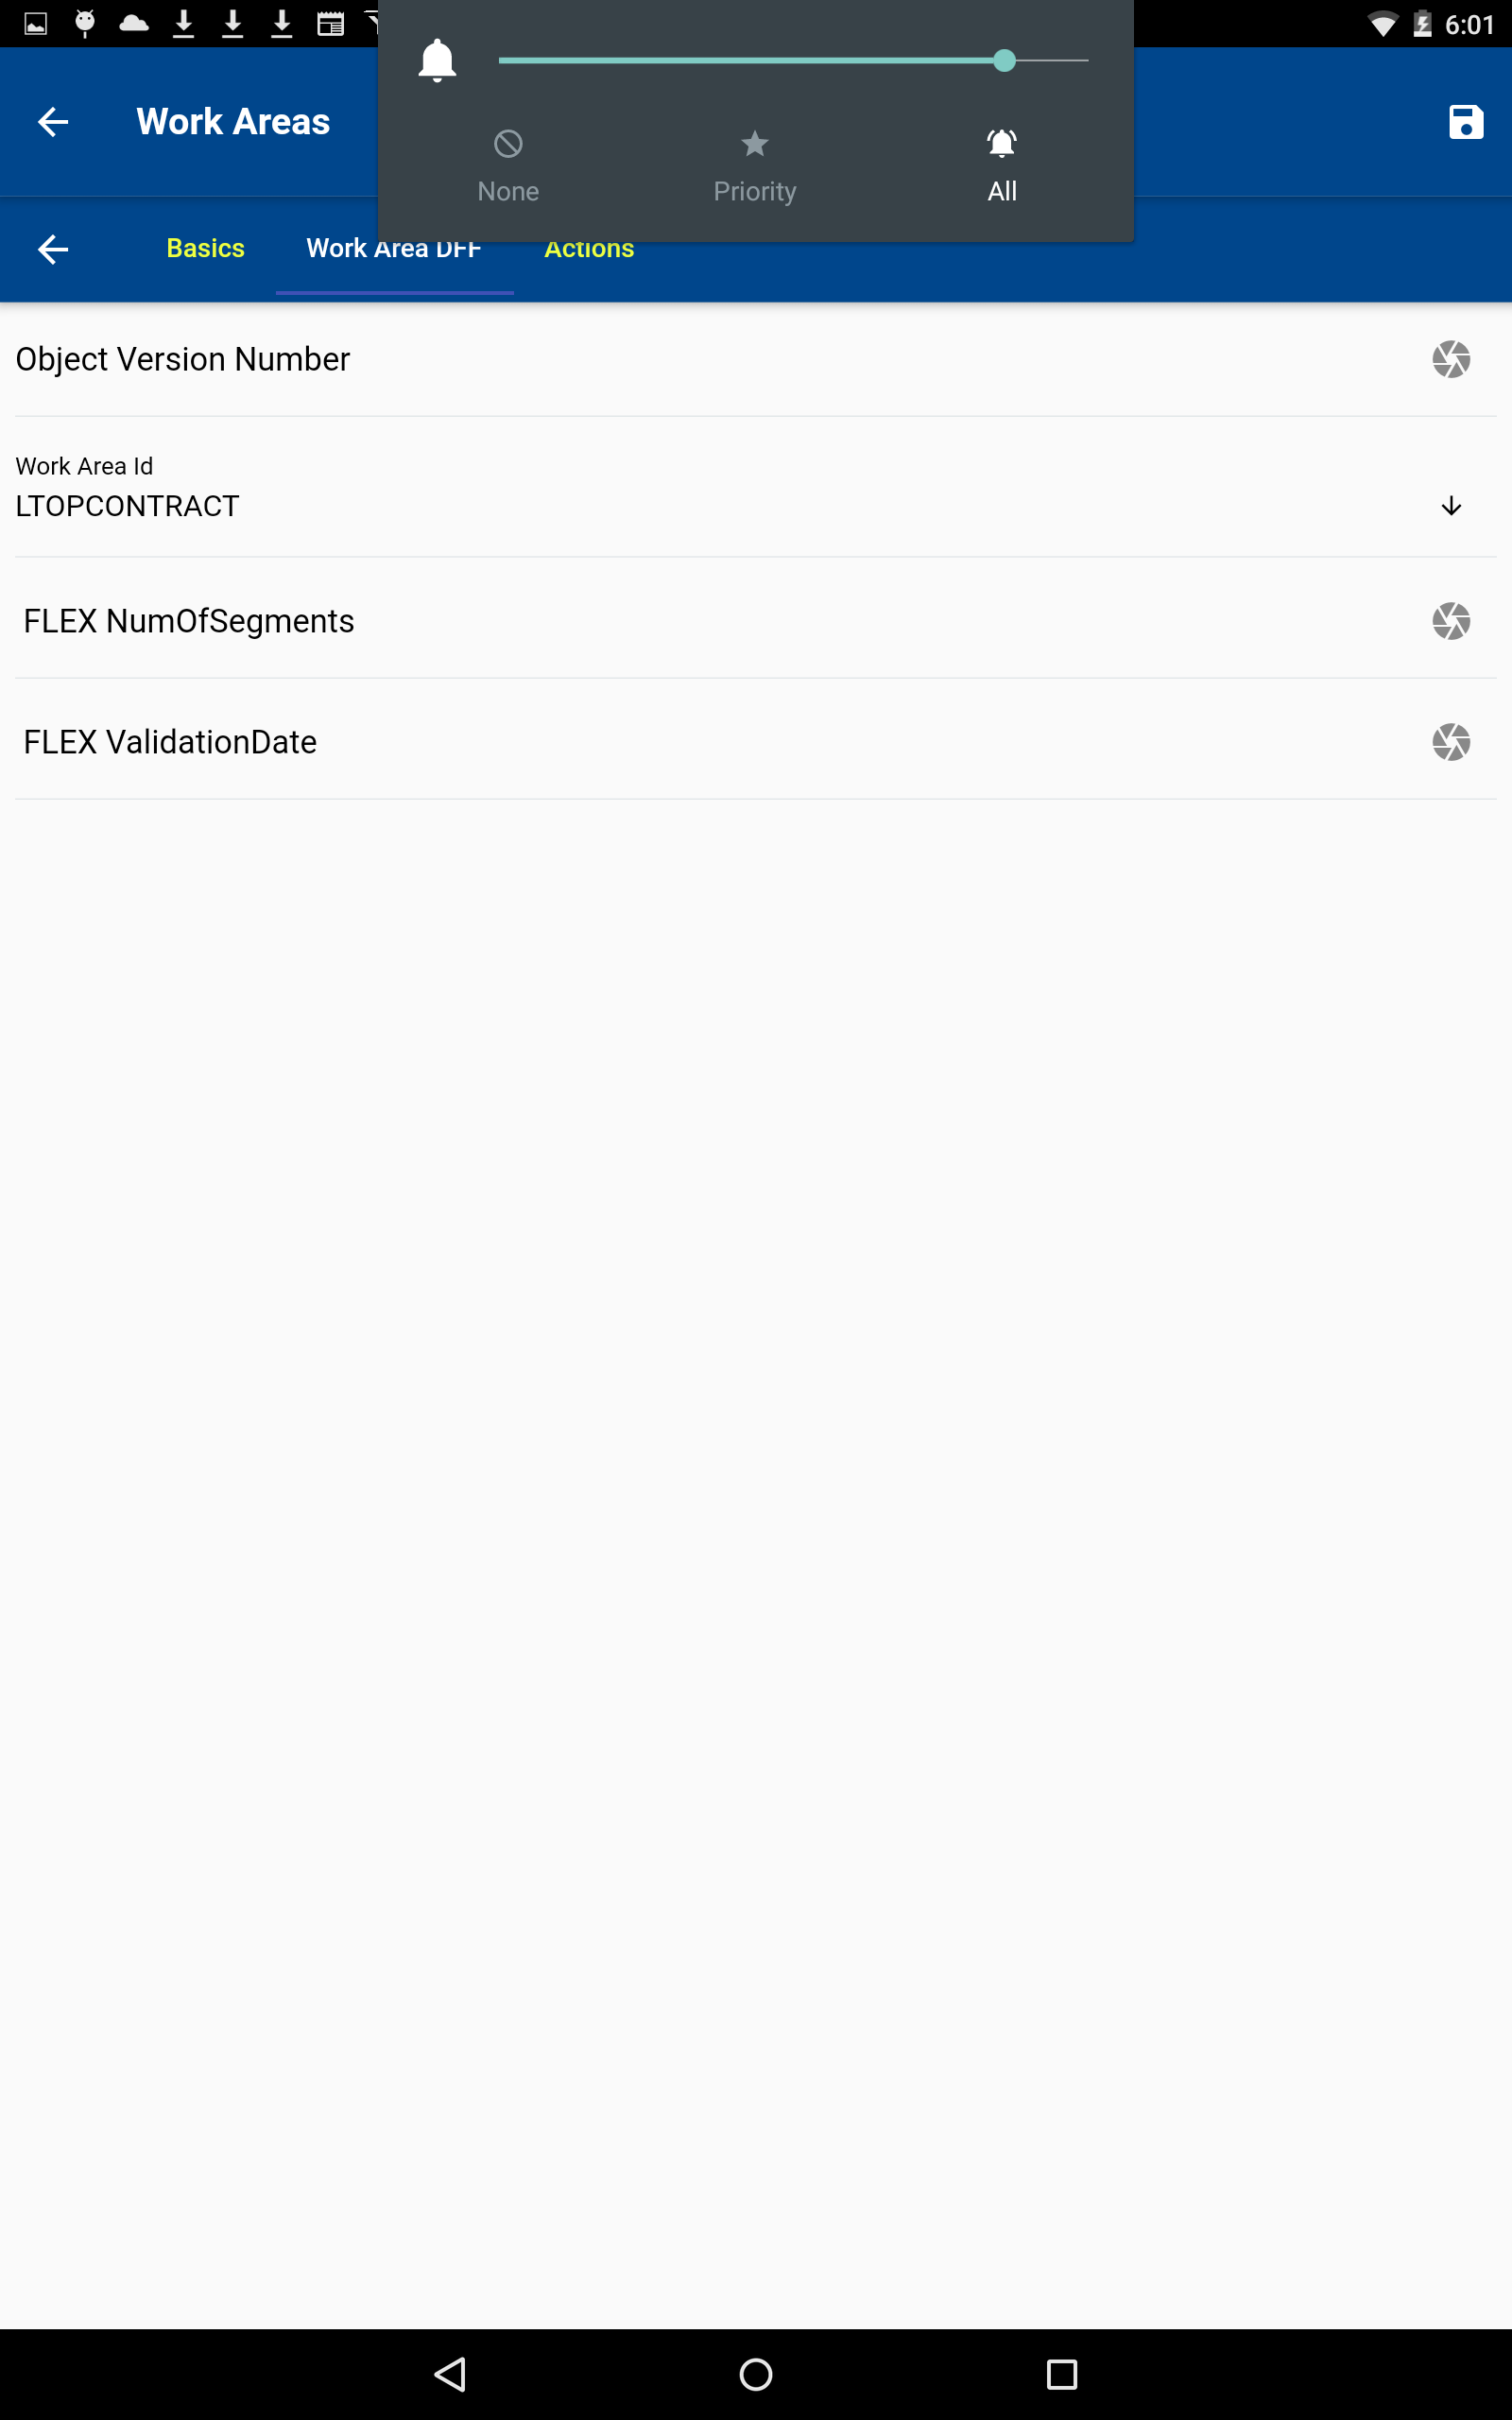 6:01
Work Areas
None Priority All
Basics Work Area DFF Actions
Object Version Number
Work Area Id
LTOPCONTRACT
FLEX NumOfSegments
FLEX ValidationDate